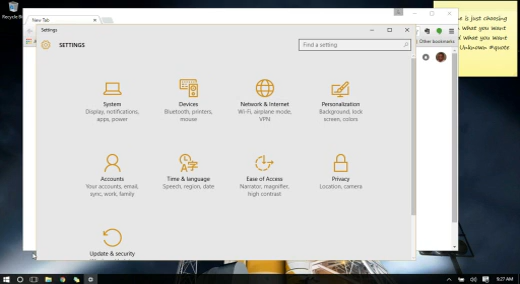 Recycle Bin
New Tab
Settings
SETTINGS
Find a setting
is just choosing
What you want
What you Want
Unknown #quote
Other bookmarks
System
Display, notifications,
apps, power
Devices
Bluetooth, printers,
mouse
Network & Internet
Wi-Fi, airplane mode,
VPN
Personalization
Background, lock
screen, colors
Accounts
Your accounts, email,
sync, work, family
Time & language
Speech, region, date
Ease of Access
Narrator, magnifier,
high contrast
Privacy
Location, camera
Update & security
9:27 AM